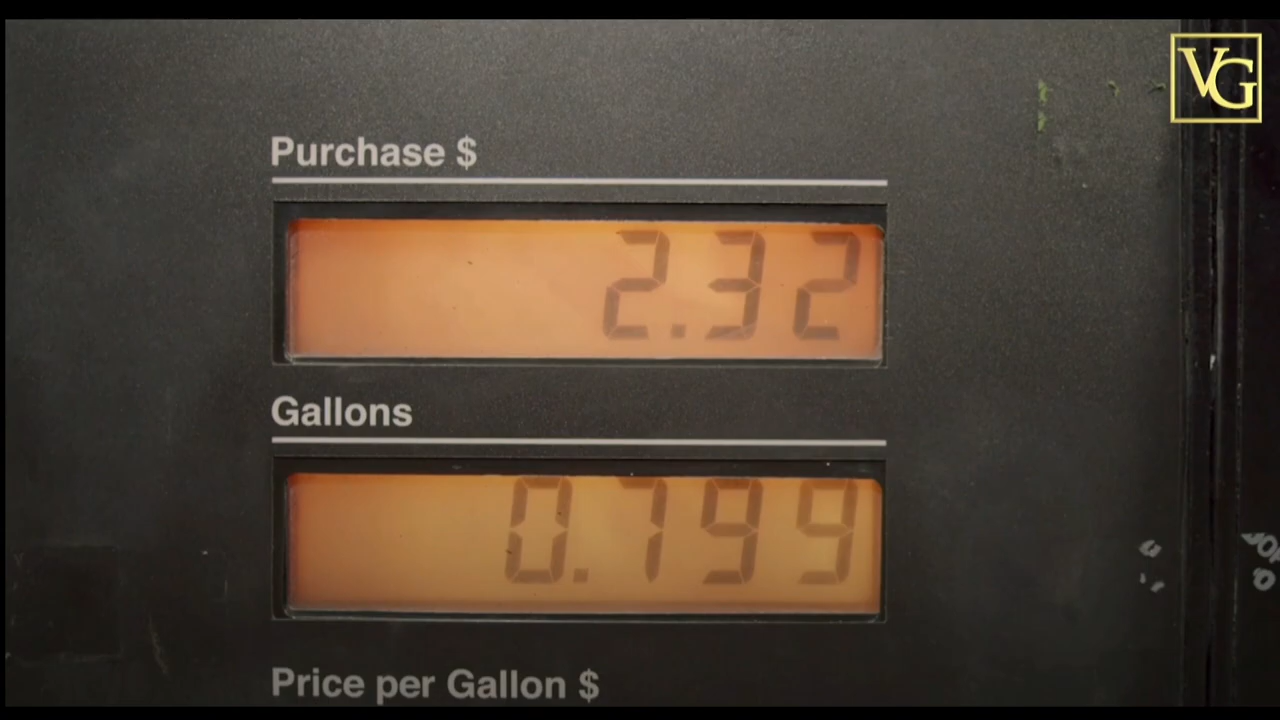 VG
Purchase $
2.32
Gallons
0.799
Price per Gallon $